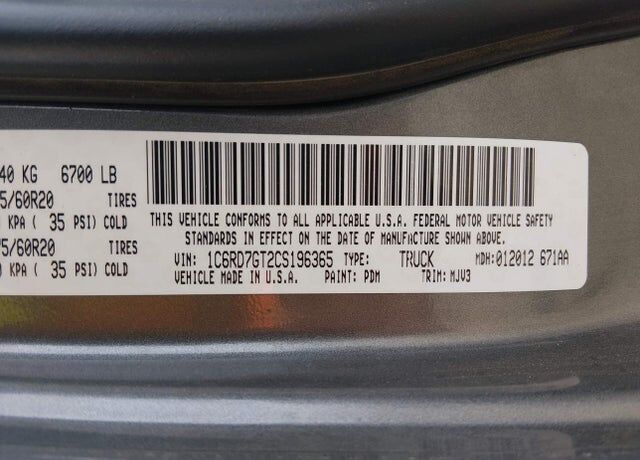 40 KG 6700 LB
5/60R20 TIRES
KPA ( 35 PSI) COLD
5/60R20 TIRES
KPA ( 35 PSI) COLD
THIS VEHICLE CONFORMS TO ALL APPLICABLE U.S.A. FEDERAL MOTOR VEHICLE SAFETY
STANDARDS IN EFFECT ON THE DATE OF MANUFACTURE SHOWN ABOVE.
VIN: 1C6RD7GT2CS196365 TYPE: TRUCK MDH:012012 671AA
VEHICLE MADE IN U.S.A. PAINT: PDM TRIM: MJV3